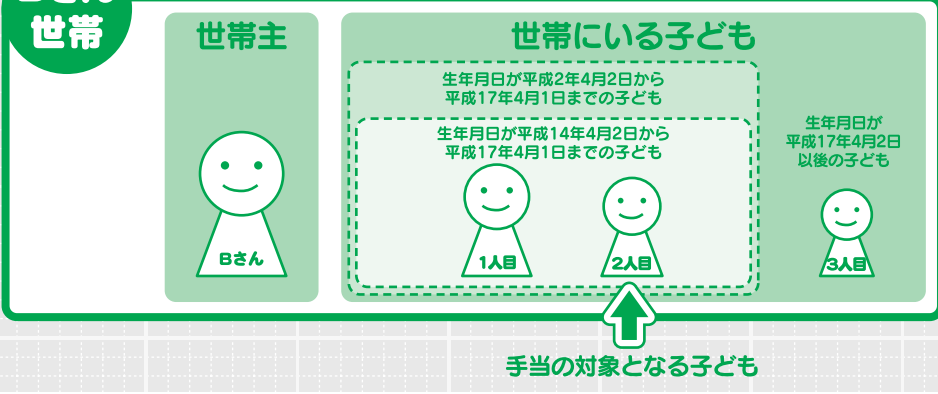 世帯
世帯主
世帯にいる子ども
生年月日が平成2年4月2日から
平成17年4月1日までの子ども
生年月日が平成14年4月2日から
平成17年4月1日までの子ども
生年月日が
平成17年4月2日
以後の子ども
Bさん
1人目
2人目
3人目
手当の対象となる子ども